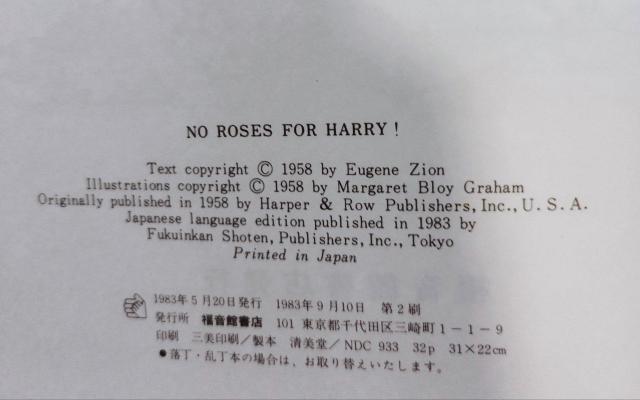 NO ROSES FOR HARRY !
Text copyright Ⓒ 1958 by Eugene Zion
Illustrations copyright Ⓒ 1958 by Margaret Bloy Graham
Originally published in 1958 by Harper & Row Publishers, Inc., U. S. A.
Japanese language edition published in 1983 by
Fukuinkan Shoten, Publishers, Inc., Tokyo
Printed in Japan
1983年5月20日発行 1983年9月10日 第2刷
発行所 福音館書店 101 東京都千代田区三崎町1-1-9
印刷 三美印刷/製本 清美堂/NDC 933 32p 31×22cm
●落丁・乱丁本の場合は、お取り替えいたします。